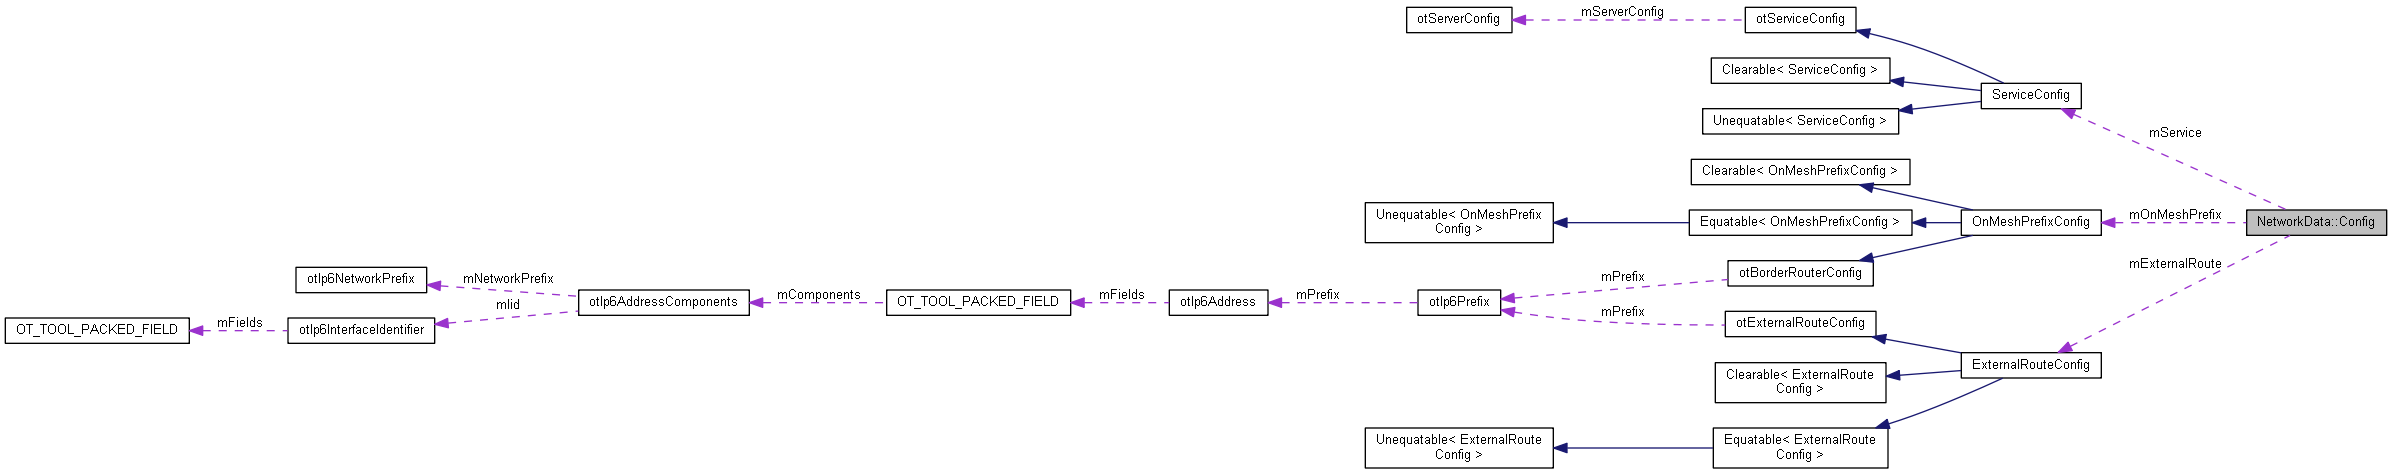 otServerConfig
mServerConfig
otServiceConfig
Clearable< ServiceConfig >
ServiceConfig
Unequatable< ServiceConfig >
mService
Clearable< OnMeshPrefixConfig >
Unequatable< OnMeshPrefix
Config >
Equatable< OnMeshPrefixConfig >
OnMeshPrefixConfig
mOnMeshPrefix
NetworkData::Config
otIp6NetworkPrefix
mNetworkPrefix
mIid
otIp6AddressComponents
mComponents
OT_TOOL_PACKED_FIELD
mFields
otIp6Address
mPrefix
otIp6Prefix
mPrefix
otBorderRouterConfig
mExternalRoute
OT_TOOL_PACKED_FIELD
mFields
otIp6InterfaceIdentifier
mPrefix
otExternalRouteConfig
ExternalRouteConfig
Clearable< ExternalRoute
Config >
Unequatable< ExternalRoute
Config >
Equatable< ExternalRoute
Config >